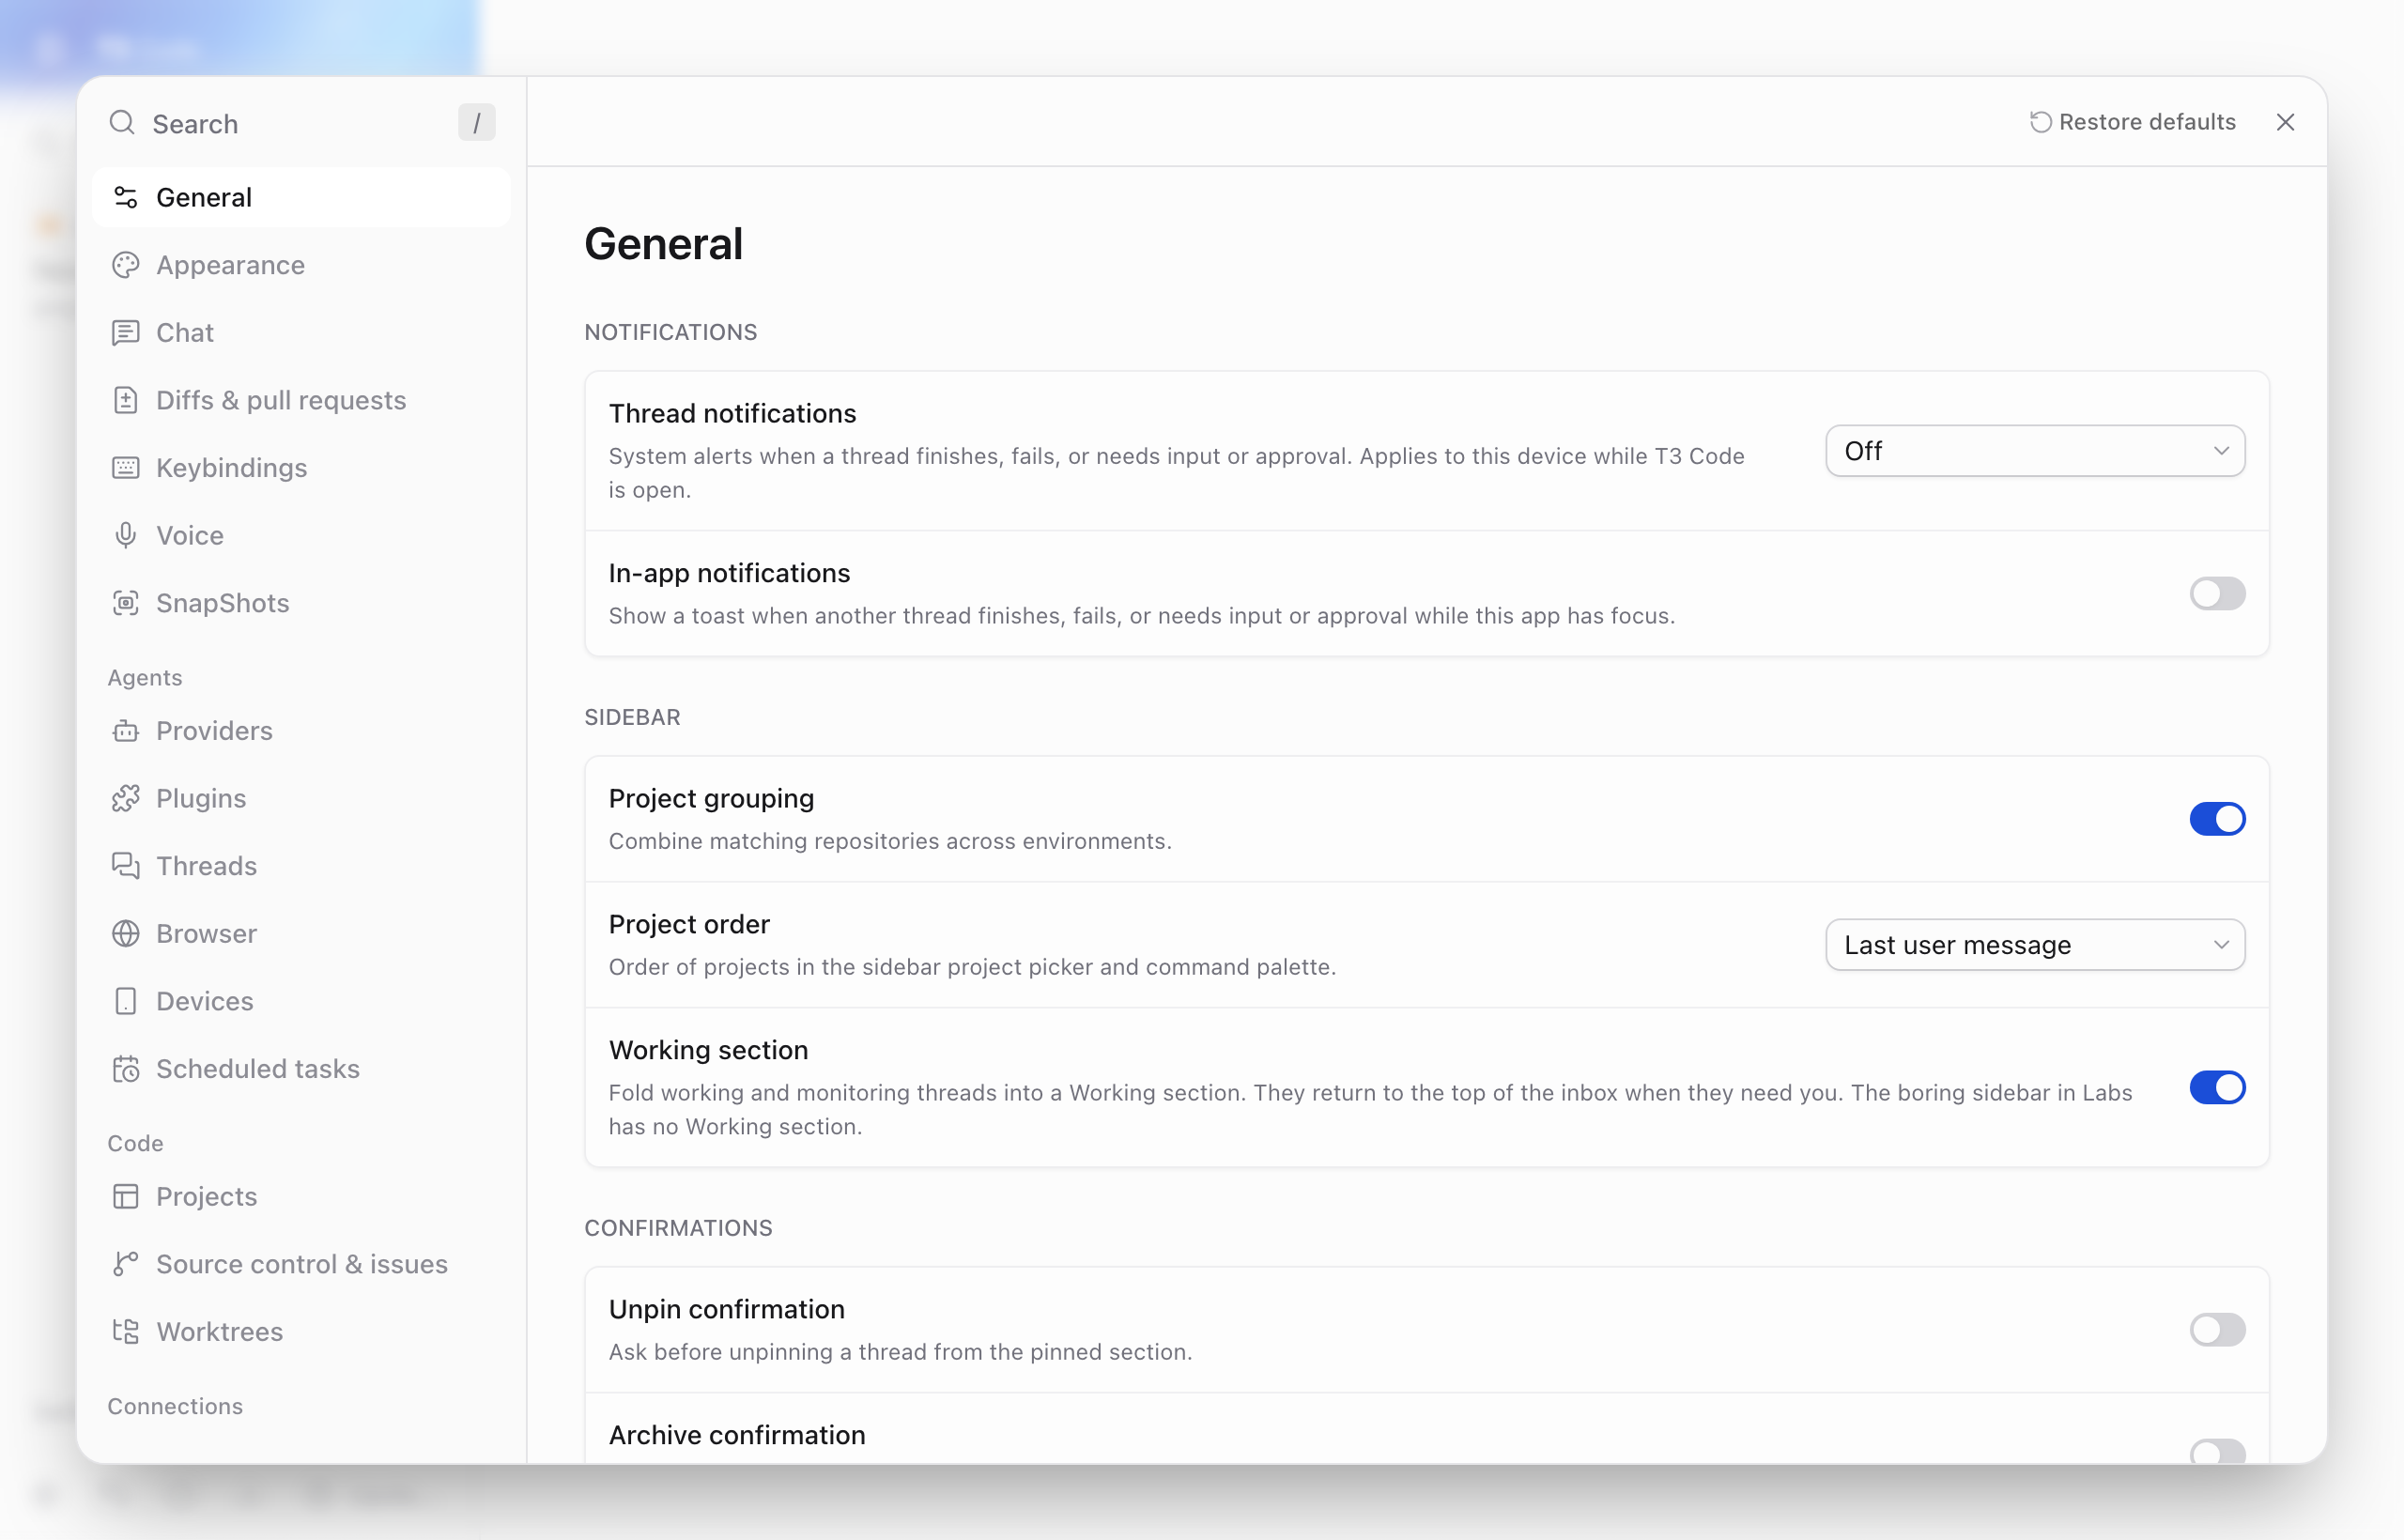 Search
/
General
Appearance
Chat
Diffs & pull requests
Keybindings
Voice
SnapShots
Agents
Providers
Plugins
Threads
Browser
Devices
Scheduled tasks
Code
Projects
Source control & issues
Worktrees
Connections
Restore defaults
General
NOTIFICATIONS
Thread notifications
System alerts when a thread finishes, fails, or needs input or approval. Applies to this device while T3 Code
is open.
Off
In-app notifications
Show a toast when another thread finishes, fails, or needs input or approval while this app has focus.
SIDEBAR
Project grouping
Combine matching repositories across environments.
Project order
Order of projects in the sidebar project picker and command palette.
Last user message
Working section
Fold working and monitoring threads into a Working section. They return to the top of the inbox when they need you. The boring sidebar in Labs
has no Working section.
CONFIRMATIONS
Unpin confirmation
Ask before unpinning a thread from the pinned section.
Archive confirmation